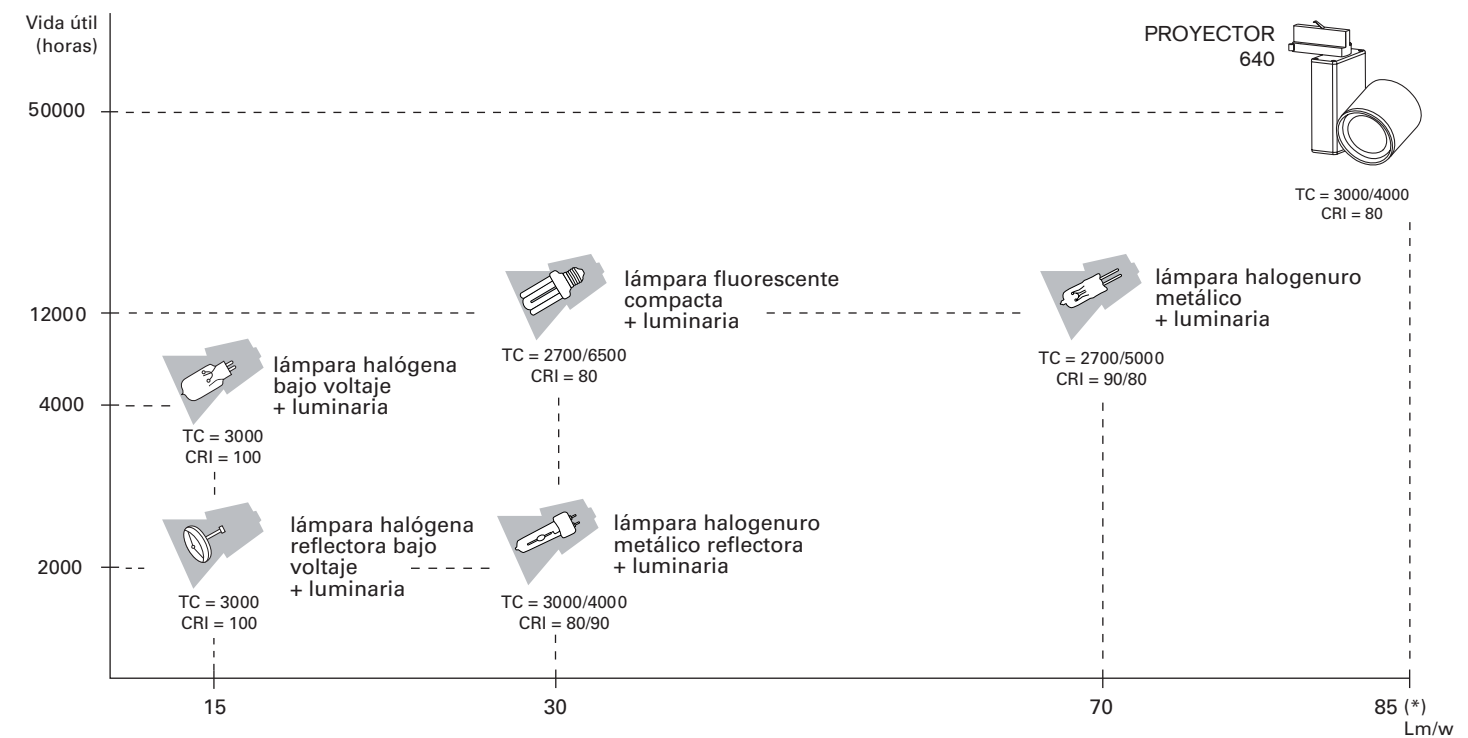 Vida útil
(horas)
PROYECTOR
640
50000
TC = 3000/4000
CRI = 80
lámpara fluorescente
compacta
+ luminaria
lámpara halogenuro
metálico
+ luminaria
12000
TC = 2700/6500
CRI = 80
TC = 2700/5000
CRI = 90/80
lámpara halógena
bajo voltaje
+ luminaria
4000
TC = 3000
CRI = 100
lámpara halógena
reflectora bajo
voltaje
+ luminaria
lámpara halogenuro
metálico reflectora
+ luminaria
2000
TC = 3000
CRI = 100
TC = 3000/4000
CRI = 80/90
15
30
70
85 (*)
Lm/w